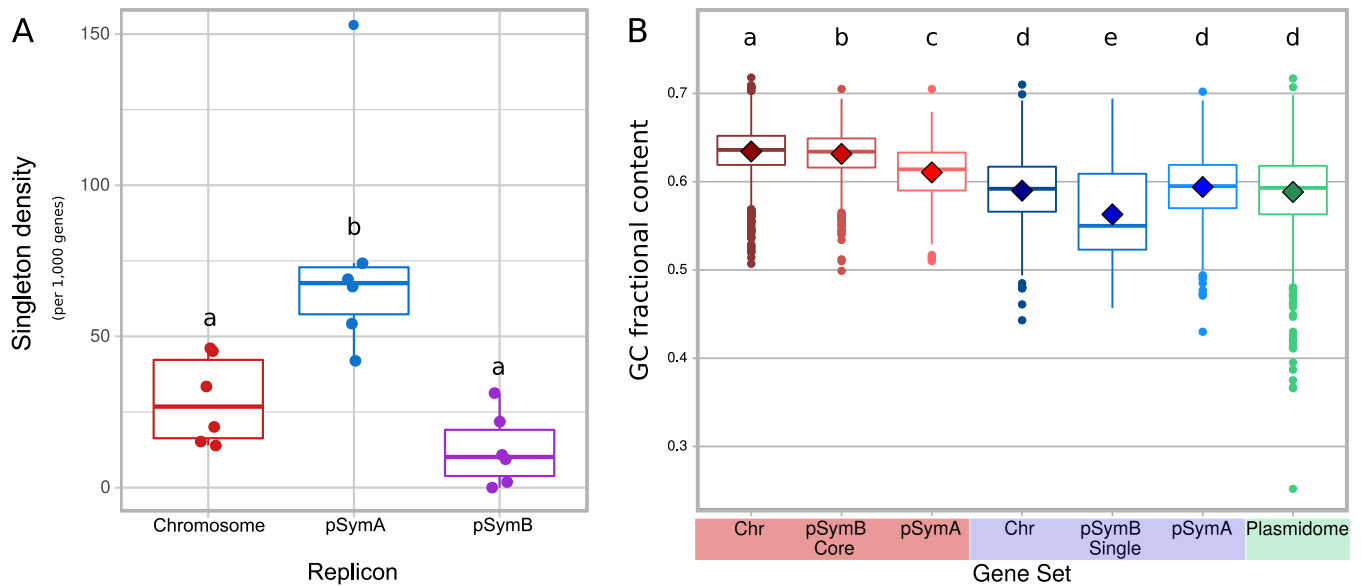 A
Singleton density
(per 1,000 genes)
150
100
50
0
a
b
a
Chromosome
pSymA
pSymB
Replicon
B
GC fractional content
0.7
0.6
0.5
0.4
0.3
a
b
c
d
e
d
d
Chr
pSymB
pSymA
Chr
pSymB
pSymA
Plasmidome
Core
Single
Gene Set